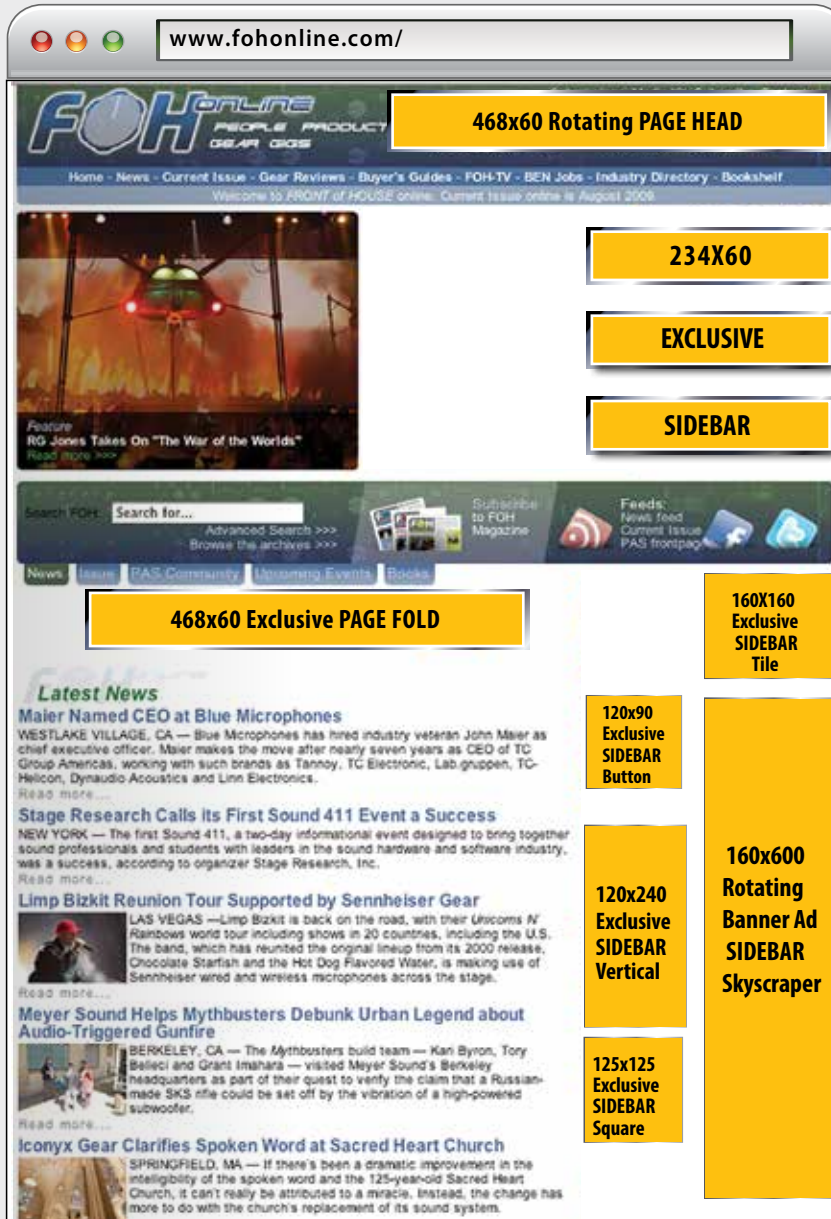 www.fohonline.com/
FOH ONLINE
PEOPLE PRODUCT
GEAR GIGS
468x60 Rotating PAGE HEAD
Home - News - Current Issue - Gear Reviews - Buyer's Guides - FOH-TV - BEN Jobs - Industry Directory - Bookshelf
Welcome to FRONT of HOUSE online. Current Issue online is August 2009
234X60
EXCLUSIVE
SIDEBAR
Feature
RG Jones Takes On "The War of the Worlds"
Read more >>>
Search FOH: Search for...
Advanced Search >>>
Browse the archives >>>
Subscribe
to FOH
Magazine
Feeds:
News feed
Current Issue
PAS frontpage
News Issue PAS Community Upcoming Events Books
468x60 Exclusive PAGE FOLD
160X160
Exclusive
SIDEBAR
Tile
Latest News
Maier Named CEO at Blue Microphones
WESTLAKE VILLAGE, CA — Blue Microphones has hired industry veteran John Maier as
chief executive officer. Maier makes the move after nearly seven years as CEO of TC
Group Americas, working with such brands as Tannoy, TC Electronic, Lab.gruppen, TC-
Helicon, Dynaudio Acoustics and Linn Electronics.
Read more....
120x90
Exclusive
SIDEBAR
Button
Stage Research Calls its First Sound 411 Event a Success
NEW YORK — The first Sound 411, a two-day informational event designed to bring together
sound professionals and students with leaders in the sound hardware and software industry,
was a success, according to organizer Stage Research, Inc.
Read more....
Limp Bizkit Reunion Tour Supported by Sennheiser Gear
LAS VEGAS —Limp Bizkit is back on the road, with their Unicorns N'
Rainbows world tour including shows in 20 countries, including the U.S.
The band, which has reunited the original lineup from its 2000 release,
Chocolate Starfish and the Hot Dog Flavored Water, is making use of
Sennheiser wired and wireless microphones across the stage.
Read more....
120x240
Exclusive
SIDEBAR
Vertical
160x600
Rotating
Banner Ad
SIDEBAR
Skyscraper
Meyer Sound Helps Mythbusters Debunk Urban Legend about
Audio-Triggered Gunfire
BERKELEY, CA — The Mythbusters build team — Kari Byron, Tory
Belleci and Grant Imahara — visited Meyer Sound's Berkeley
headquarters as part of their quest to verify the claim that a Russian-
made SKS rifle could be set off by the vibration of a high-powered
subwoofer.
Read more....
125x125
Exclusive
SIDEBAR
Square
Iconyx Gear Clarifies Spoken Word at Sacred Heart Church
SPRINGFIELD, MA — If there's been a dramatic improvement in the
intelligibility of the spoken word and the 125-year-old Sacred Heart
Church, it can't really be attributed to a miracle. Instead, the change has
more to do with the church's replacement of its sound system.